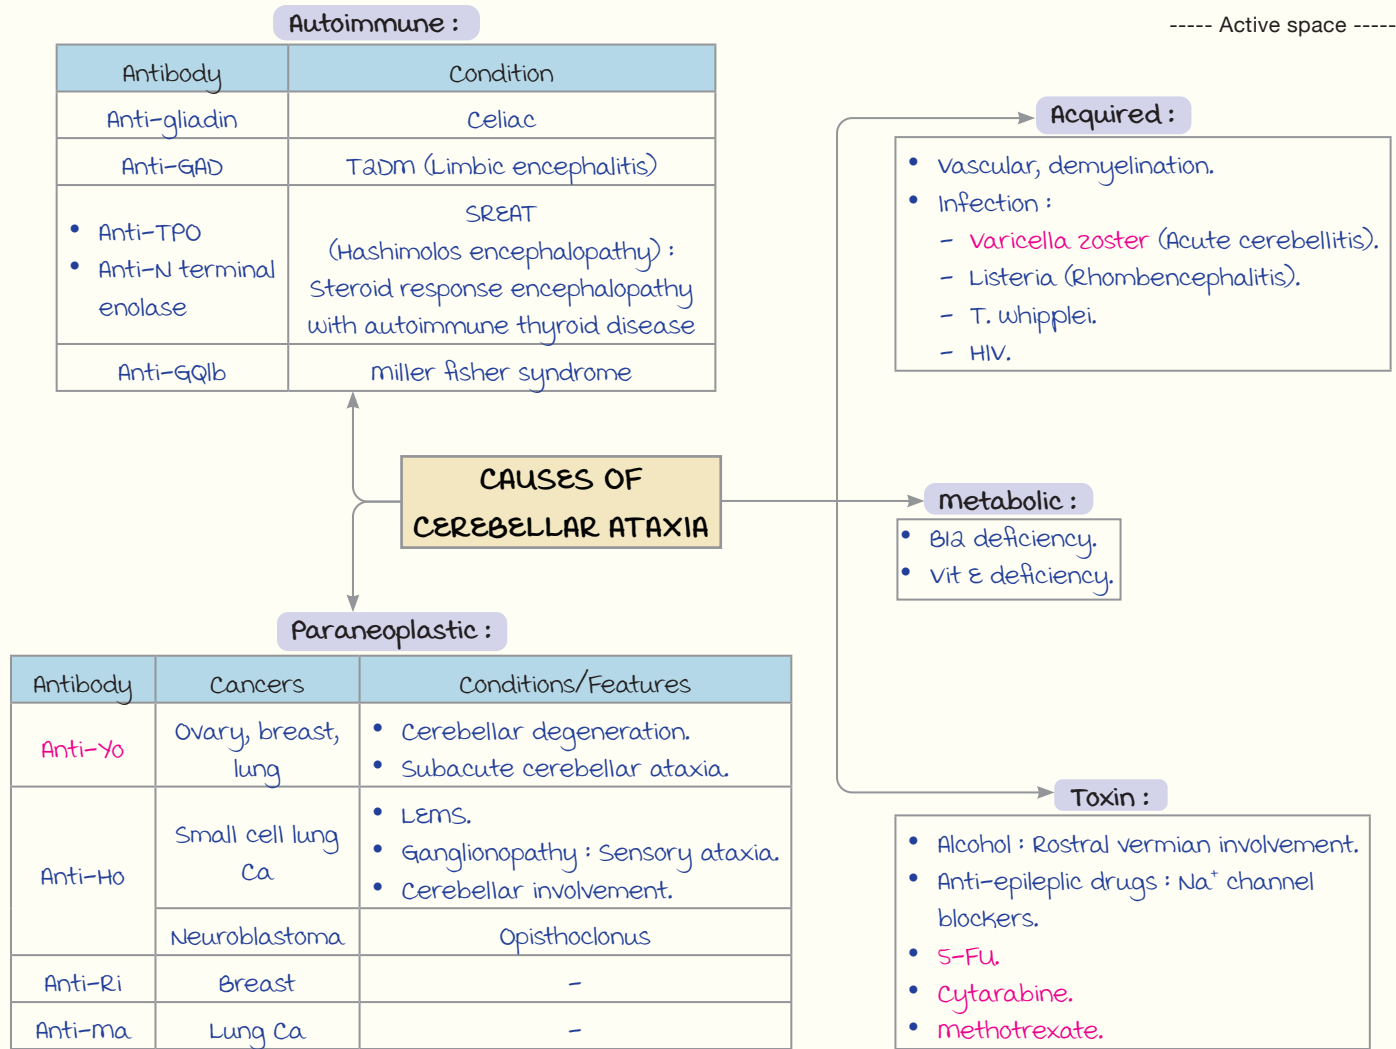 ----- Active space -----
Autoimmune :
Antibody Condition
Anti-gliadin Celiac
Anti-GAD T2DM (Limbic encephalitis)
• Anti-TPO
• Anti-N terminal
enolase
SREAT
(Hashimolos encephalopathy) :
Steroid response encephalopathy
with autoimmune thyroid disease
Anti-GQ1b Miller fisher syndrome
CAUSES OF
CEREBELLAR ATAXIA
Paraneoplastic :
Antibody Cancers Conditions/Features
Anti-Yo
Ovary, breast,
lung
• Cerebellar degeneration.
• Subacute cerebellar ataxia.
Anti-Ho
Small cell lung
Ca
• LEMS.
• Ganglionopathy : Sensory ataxia.
• Cerebellar involvement.
Neuroblastoma Opisthoclonus
Anti-Ri Breast –
Anti-Ma Lung Ca –
Acquired :
• Vascular, demyelination.
• Infection :
– Varicella zoster (Acute cerebellitis).
– Listeria (Rhombencephalitis).
– T. whipplei.
– HIV.
Metabolic :
• B12 deficiency.
• Vit E deficiency.
Toxin :
• Alcohol : Rostral vermian involvement.
• Anti-epileplic drugs : Na⁺ channel
blockers.
• 5-FU.
• Cytarabine.
• Methotrexate.